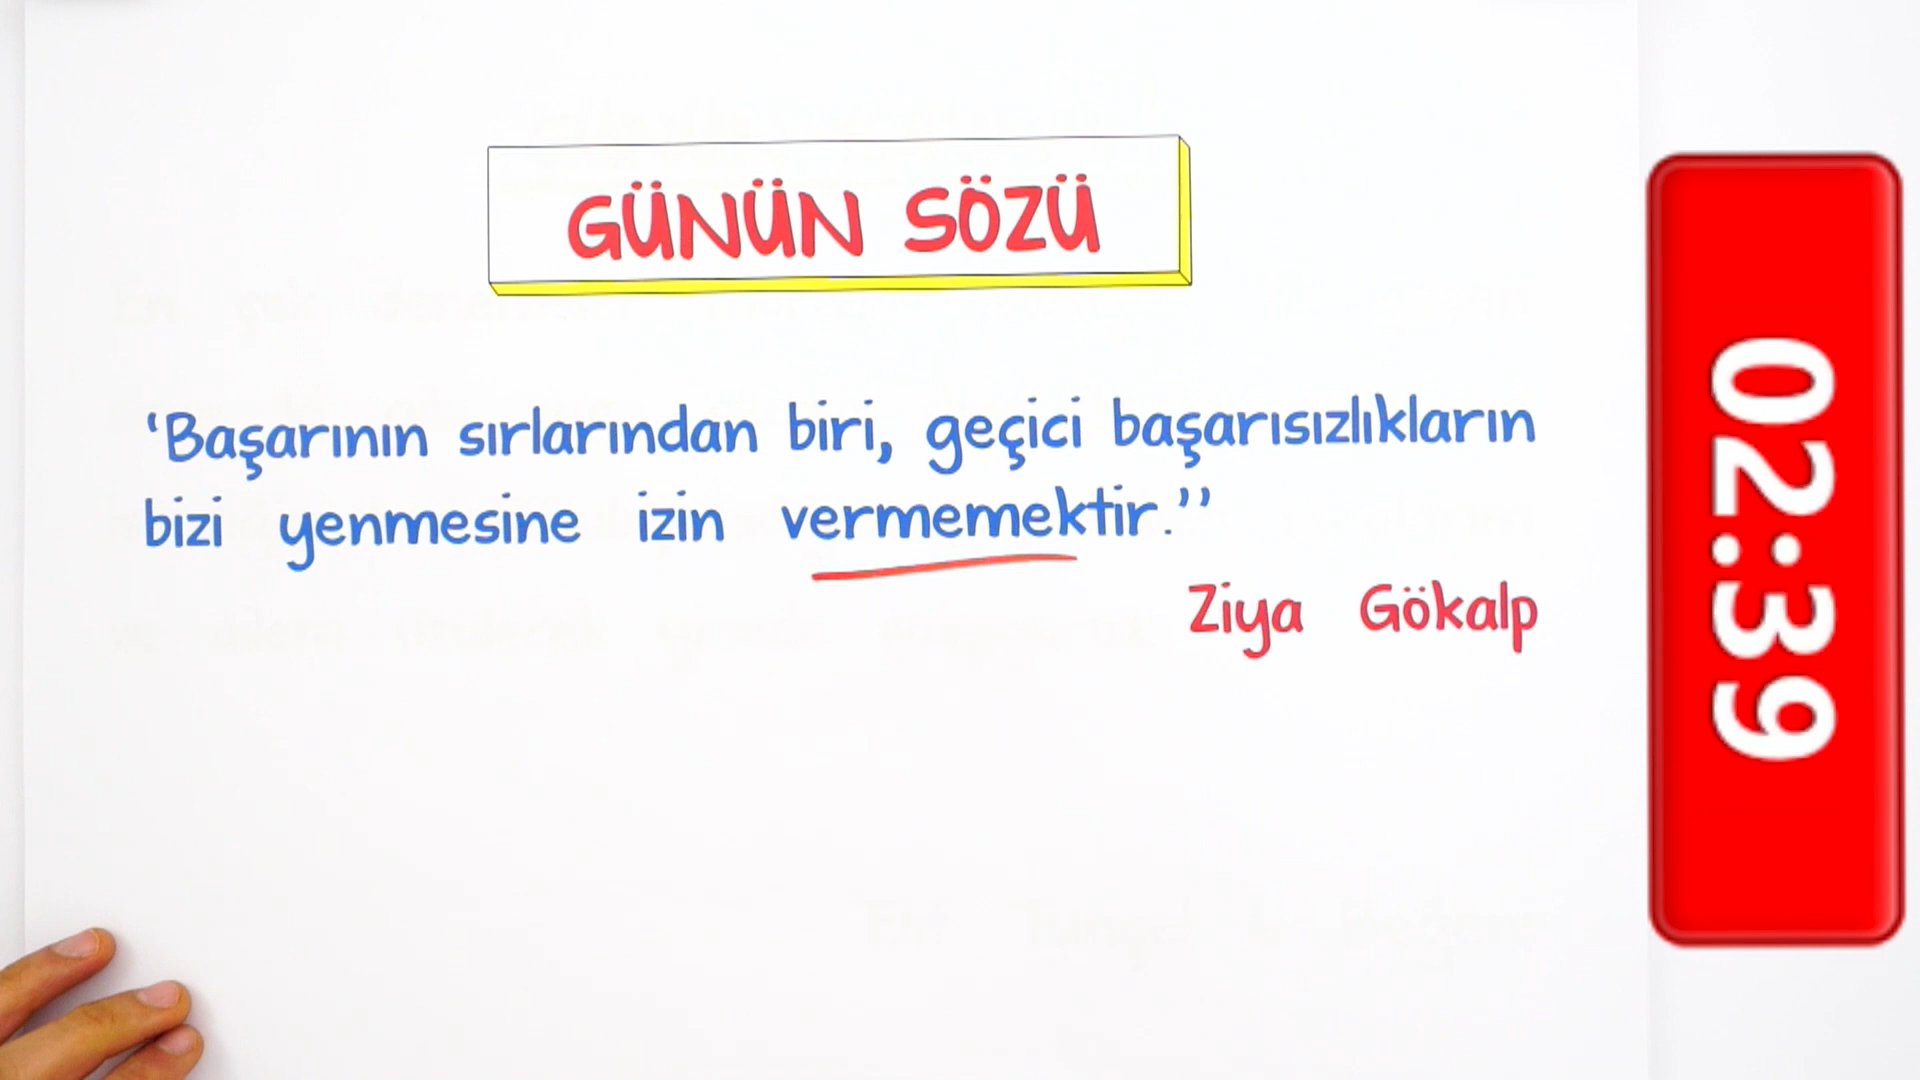 GÜNÜN SÖZÜ
‘Başarının sırlarından biri, geçici başarısızlıkların
bizi yenmesine izin vermemektir.’’
Ziya Gökalp
02:39